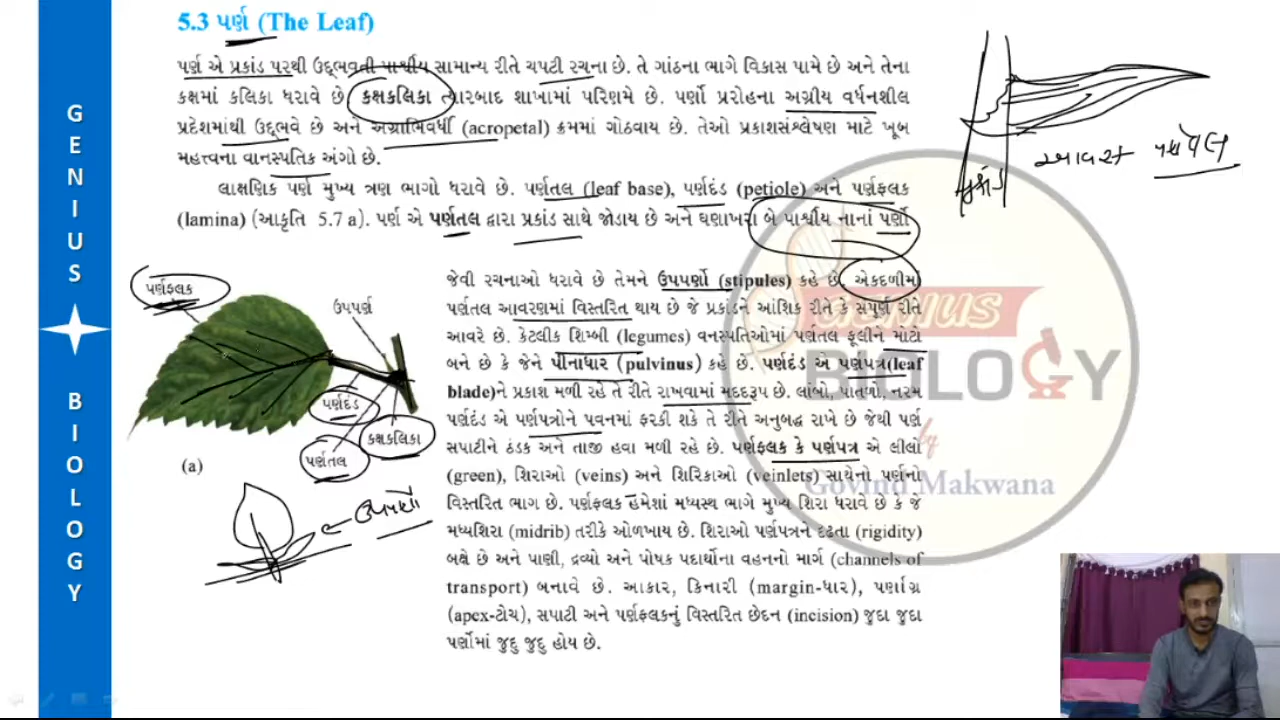 5.3 પર્ણ (The Leaf)
પર્ણ એ પ્રકાંડ પરથી ઉદ્દભવતી પાર્શ્વીય સામાન્ય રીતે ચપટી રચના છે. તે ગાંઠના ભાગે વિકાસ પામે છે અને તેના
કક્ષમાં કલિકા ધરાવે છે કક્ષકલિકા ત્યારબાદ શાખામાં પરિણમે છે. પર્ણો પ્રરોહના અગ્રીય વર્ધનશીલ
પ્રદેશમાંથી ઉદ્દભવે છે અને અગ્રાભિવર્ધી (acropetal) ક્રમમાં ગોઠવાય છે. તેઓ પ્રકાશસંશ્લેષણ માટે ખૂબ
મહત્ત્વના વાનસ્પતિક અંગો છે.
લાક્ષણિક પર્ણ મુખ્ય ત્રણ ભાગો ધરાવે છે. પર્ણતલ (leaf base), પર્ણદંડ (petiole) અને પર્ણફલક
(lamina) (આકૃતિ 5.7 a). પર્ણ એ પર્ણતલ દ્વારા પ્રકાંડ સાથે જોડાય છે અને ઘણાખરા બે પાર્શ્વીય નાનાં પર્ણો
જેવી રચનાઓ ધરાવે છે તેમને ઉપપર્ણો (stipules) કહે છે. એકદળીમાં
પર્ણતલ આવરણમાં વિસ્તરિત થાય છે જે પ્રકાંડને આંશિક રીતે કે સંપૂર્ણ રીતે
આવરે છે. કેટલીક શિમ્બી (legumes) વનસ્પતિઓમાં પર્ણતલ ફૂલીને મોટો
બને છે કે જેને પીનાધાર (pulvinus) કહે છે. પર્ણદંડ એ પર્ણપત્ર(leaf
blade)ને પ્રકાશ મળી રહે તે રીતે રાખવામાં મદદરૂપ છે. લાંબો, પાતળો, નરમ
પર્ણદંડ એ પર્ણપત્રોને પવનમાં ફરકી શકે તે રીતે અનુબદ્ધ રાખે છે જેથી પર્ણ
સપાટીને ઠંડક અને તાજી હવા મળી રહે છે. પર્ણફલક કે પર્ણપત્ર એ લીલો
(green), શિરાઓ (veins) અને શિરિકાઓ (veinlets) સાથેનો પર્ણનો
વિસ્તરિત ભાગ છે. પર્ણફલક હંમેશાં મધ્યસ્થ ભાગે મુખ્ય શિરા ધરાવે છે કે જે
મધ્યશિરા (midrib) તરીકે ઓળખાય છે. શિરાઓ પર્ણપત્રને દૃઢતા (rigidity)
બક્ષે છે અને પાણી, દ્રવ્યો અને પોષક પદાર્થોના વહનનો માર્ગ (channels of
transport) બનાવે છે. આકાર, કિનારી (margin-ધાર), પર્ણાગ્ર
(apex-ટોચ), સપાટી અને પર્ણફલકનું વિસ્તરિત છેદન (incision) જુદા જુદા
પર્ણોમાં જુદુ જુદુ હોય છે.
પર્ણફલક
ઉપપર્ણ
પર્ણદંડ
કક્ષકલિકા
પર્ણતલ
(a)
ઉપપર્ણો
પ્રકાંડ
GENIUS
BIOLOGY
GENIUS
BIOLOGY
by
Govind Makwana